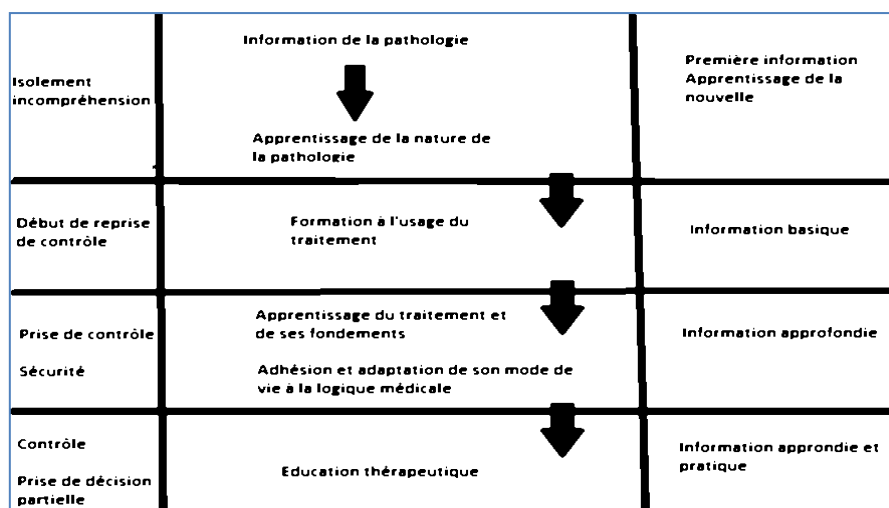 Isolement
incompréhension
Information de la pathologie
Apprentissage de la nature de
la pathologie
Première information
Apprentissage de la
nouvelle
Début de reprise
de contrôle
Formation à l'usage du
traitement
Information basique
Prise de contrôle
Sécurité
Apprentissage du traitement et
de ses fondements
Adhésion et adaptation de son mode de
vie à la logique médicale
Information approfondie
Contrôle
Prise de décision
partielle
Education thérapeutique
Information approndie et
pratique